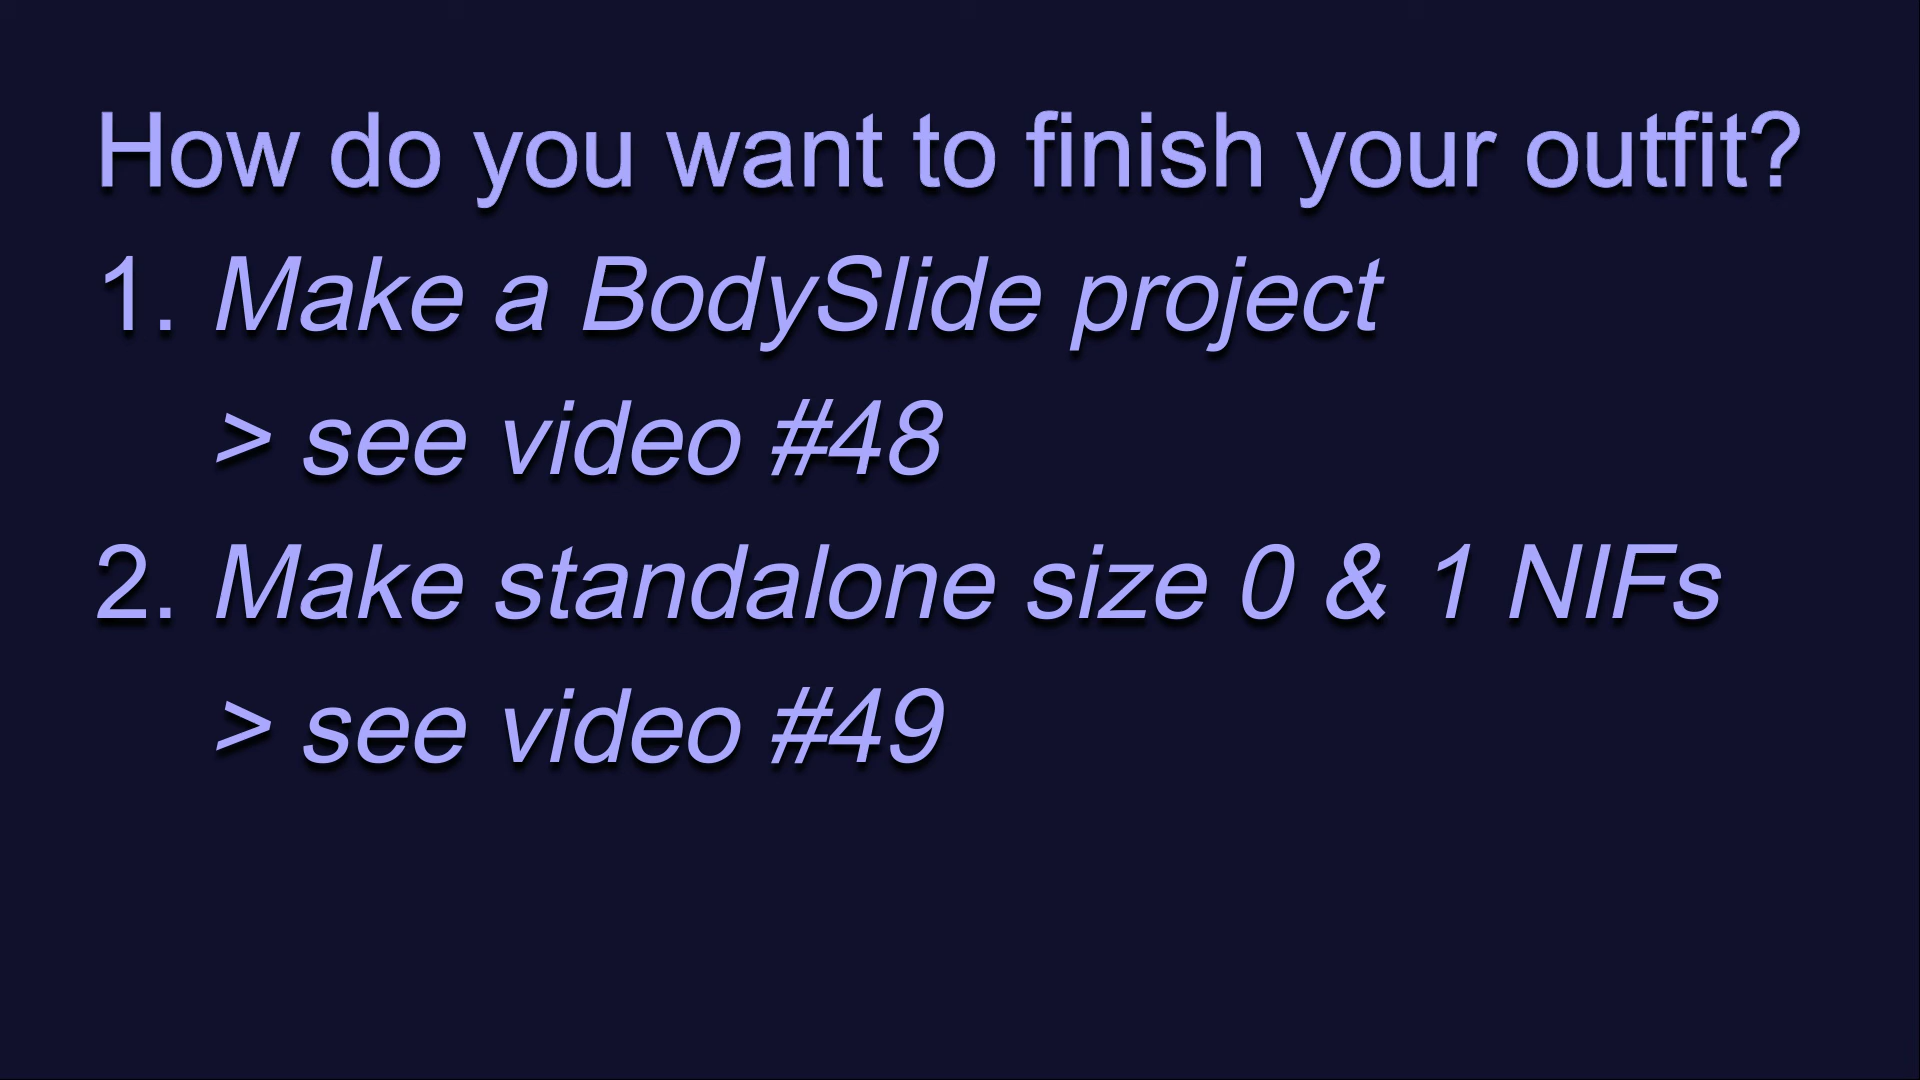 How do you want to finish your outfit?
1. Make a BodySlide project
> see video #48
2. Make standalone size 0 & 1 NIFs
> see video #49